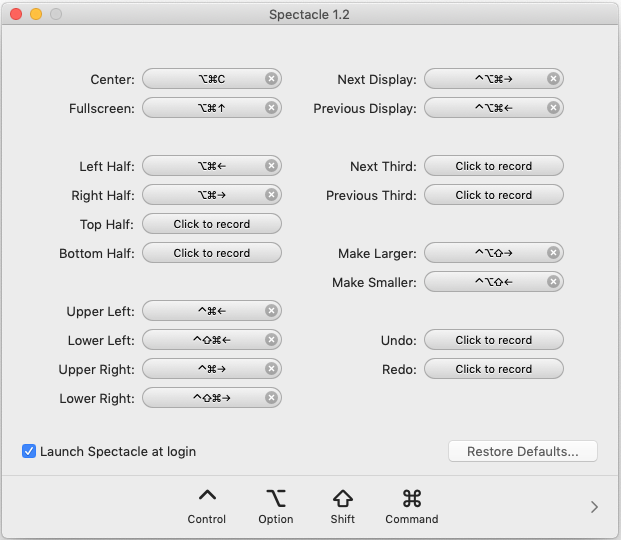 Spectacle 1.2
Center: ⌥⌘C
Fullscreen: ⌥⌘↑
Left Half: ⌥⌘←
Right Half: ⌥⌘→
Top Half: Click to record
Bottom Half: Click to record
Upper Left: ⌃⌘←
Lower Left: ⌃⇧⌘←
Upper Right: ⌃⌘→
Lower Right: ⌃⇧⌘→
Next Display: ⌃⌥⌘→
Previous Display: ⌃⌥⌘←
Next Third: Click to record
Previous Third: Click to record
Make Larger: ⌃⌥⇧→
Make Smaller: ⌃⌥⇧←
Undo: Click to record
Redo: Click to record
Launch Spectacle at login
Restore Defaults...
⌃ ⌥ ⇧ ⌘
Control Option Shift Command